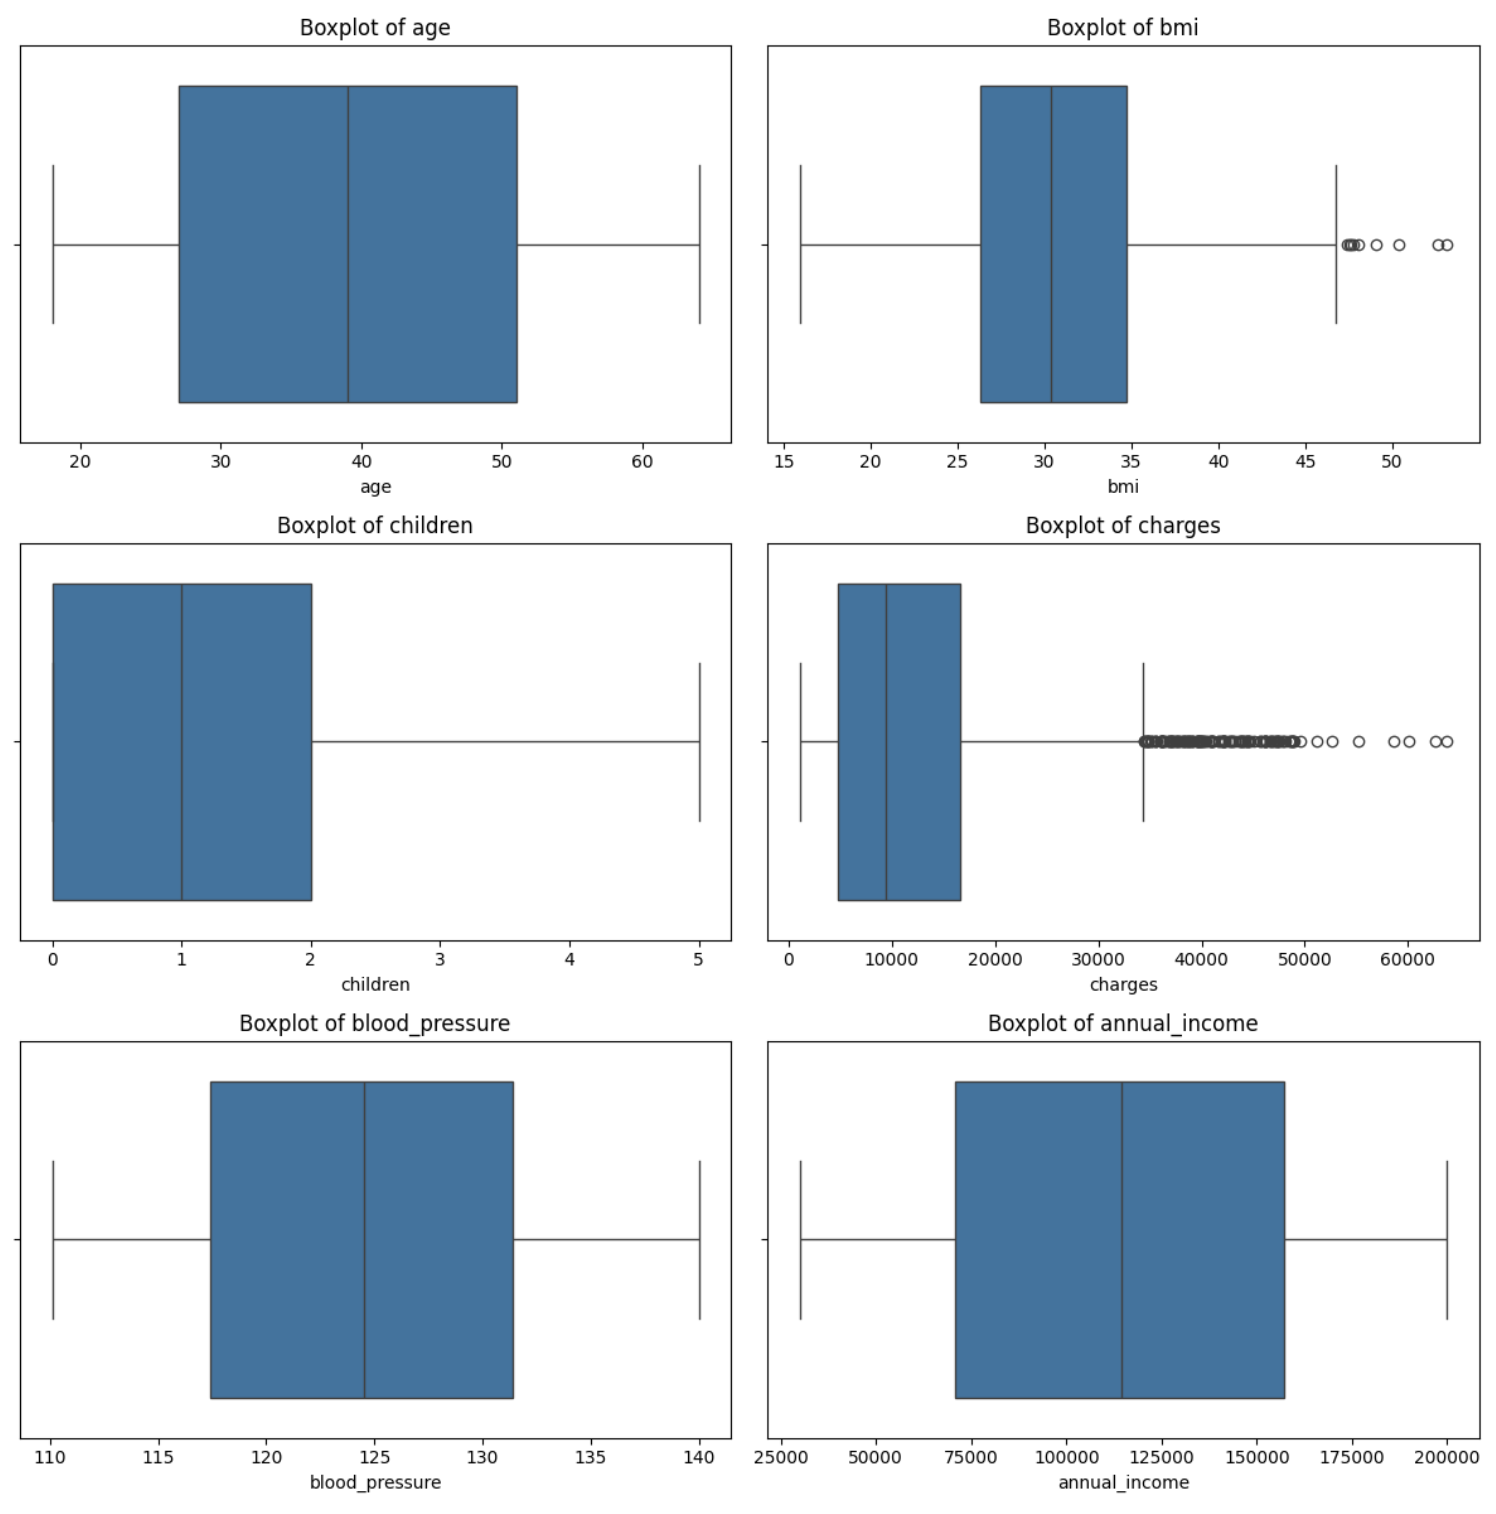 Boxplot of age
20 30 40 50 60
age
Boxplot of bmi
15 20 25 30 35 40 45 50
bmi
Boxplot of children
0 1 2 3 4 5
children
Boxplot of charges
0 10000 20000 30000 40000 50000 60000
charges
Boxplot of blood_pressure
110 115 120 125 130 135 140
blood_pressure
Boxplot of annual_income
25000 50000 75000 100000 125000 150000 175000 200000
annual_income